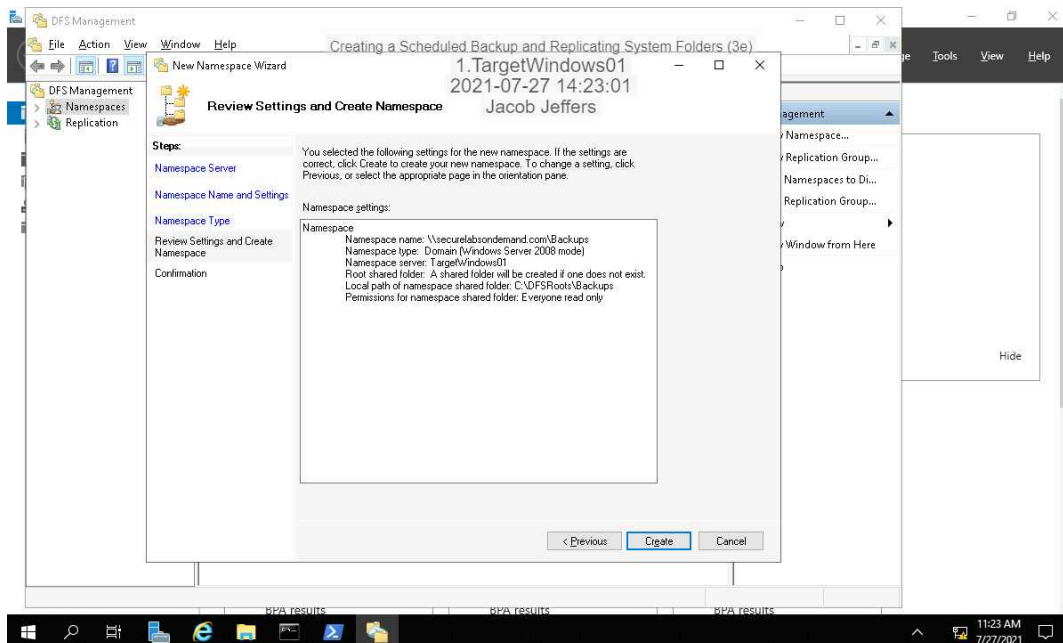 DFS Management
File Action View Window Help
Creating a Scheduled Backup and Replicating System Folders (3e)
1.TargetWindows01
2021-07-27 14:23:01
Jacob Jeffers
Tools View Help
New Namespace Wizard
DFS Management
Namespaces
Replication
Review Settings and Create Namespace
Steps:
Namespace Server
Namespace Name and Settings
Namespace Type
Review Settings and Create
Namespace
Confirmation
You selected the following settings for the new namespace. If the settings are
correct, click Create to create your new namespace. To change a setting, click
Previous, or select the appropriate page in the orientation pane.
Namespace settings:
Namespace
Namespace name: \\securelabsondemand.com\Backups
Namespace type: Domain (Windows Server 2008 mode)
Namespace server: TargetWindows01
Root shared folder: A shared folder will be created if one does not exist.
Local path of namespace shared folder: C:\DFSRoots\Backups
Permissions for namespace shared folder: Everyone read only
< Previous Create Cancel
agement
Namespace...
Replication Group...
Namespaces to Di...
Replication Group...
Window from Here
Hide
BPA results BPA results BPA results
11:23 AM
7/27/2021